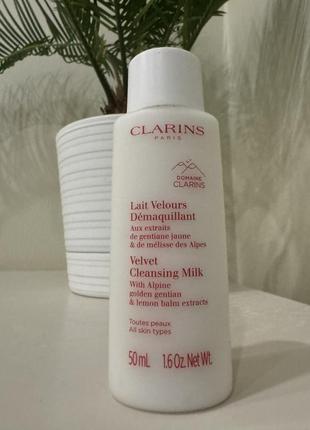 CLARINS
PARIS
DOMAINE
CLARINS
Lait Velours
Démaquillant
Aux extraits
de gentiane jaune
& de mélisse des Alpes
Velvet
Cleansing Milk
With Alpine
golden gentian
& lemon balm extracts
Toutes peaux
All skin types
50 mL 1.6 Oz. Net Wt.